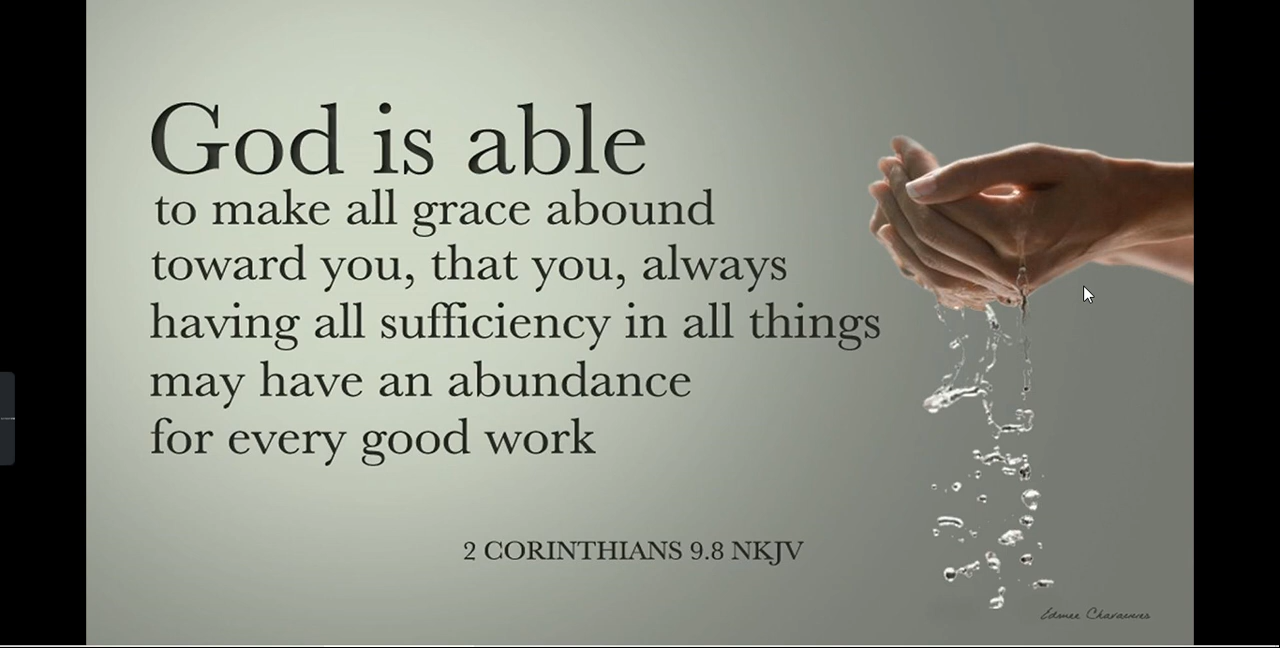 God is able
to make all grace abound
toward you, that you, always
having all sufficiency in all things
may have an abundance
for every good work
2 CORINTHIANS 9.8 NKJV